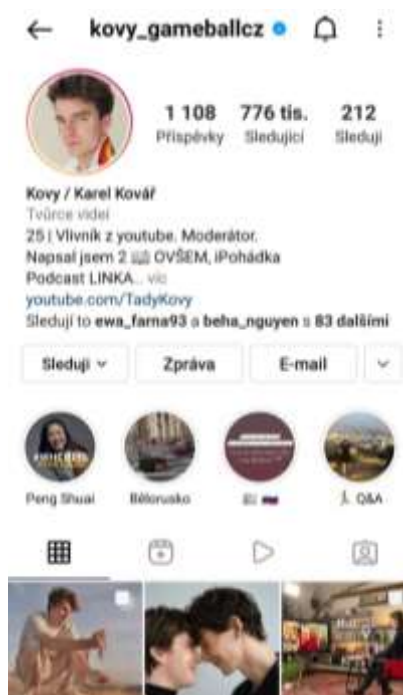 kovy_gameballcz
1 108 776 tis. 212
Příspěvky Sledující Sleduji
Kovy / Karel Kovář
Tvůrce videí
25 | Vlivník z youtube. Moderátor.
Napsal jsem 2 📖 OVŠEM, iPohádka
Podcast LINKA... víc
youtube.com/TadyKovy
Sledují to ewa_farna93 a beha_nguyen s 83 dalšími
Sleduji Zpráva E-mail
Peng Shuai Bělorusko Q&A